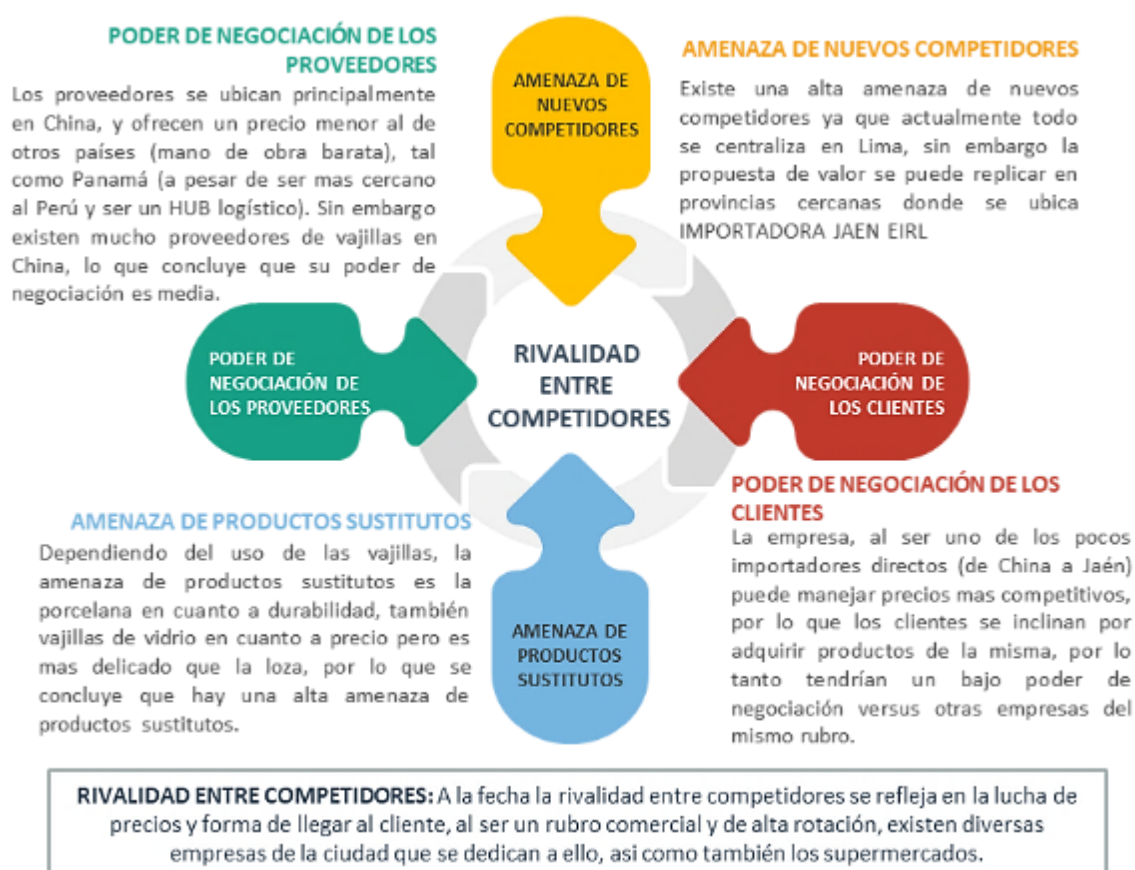 PODER DE NEGOCIACIÓN DE LOS
PROVEEDORES
Los proveedores se ubican principalmente
en China, y ofrecen un precio menor al de
otros países (mano de obra barata), tal
como Panamá (a pesar de ser mas cercano
al Perú y ser un HUB logístico). Sin embargo
existen mucho proveedores de vajillas en
China, lo que concluye que su poder de
negociación es media.
AMENAZA DE
NUEVOS
COMPETIDORES
AMENAZA DE NUEVOS COMPETIDORES
Existe una alta amenaza de nuevos
competidores ya que actualmente todo
se centraliza en Lima, sin embargo la
propuesta de valor se puede replicar en
provincias cercanas donde se ubica
IMPORTADORA JAEN EIRL
PODER DE
NEGOCIACIÓN DE
LOS PROVEEDORES
RIVALIDAD
ENTRE
COMPETIDORES
PODER DE
NEGOCIACIÓN DE
LOS CLIENTES
AMENAZA DE PRODUCTOS SUSTITUTOS
Dependiendo del uso de las vajillas, la
amenaza de productos sustitutos es la
porcelana en cuanto a durabilidad, también
vajillas de vidrio en cuanto a precio pero es
mas delicado que la loza, por lo que se
concluye que hay una alta amenaza de
productos sustitutos.
AMENAZA DE
PRODUCTOS
SUSTITUTOS
PODER DE NEGOCIACIÓN DE LOS
CLIENTES
La empresa, al ser uno de los pocos
importadores directos (de China a Jaén)
puede manejar precios mas competitivos,
por lo que los clientes se inclinan por
adquirir productos de la misma, por lo
tanto tendrían un bajo poder de
negociación versus otras empresas del
mismo rubro.
RIVALIDAD ENTRE COMPETIDORES: A la fecha la rivalidad entre competidores se refleja en la lucha de
precios y forma de llegar al cliente, al ser un rubro comercial y de alta rotación, existen diversas
empresas de la ciudad que se dedican a ello, asi como también los supermercados.